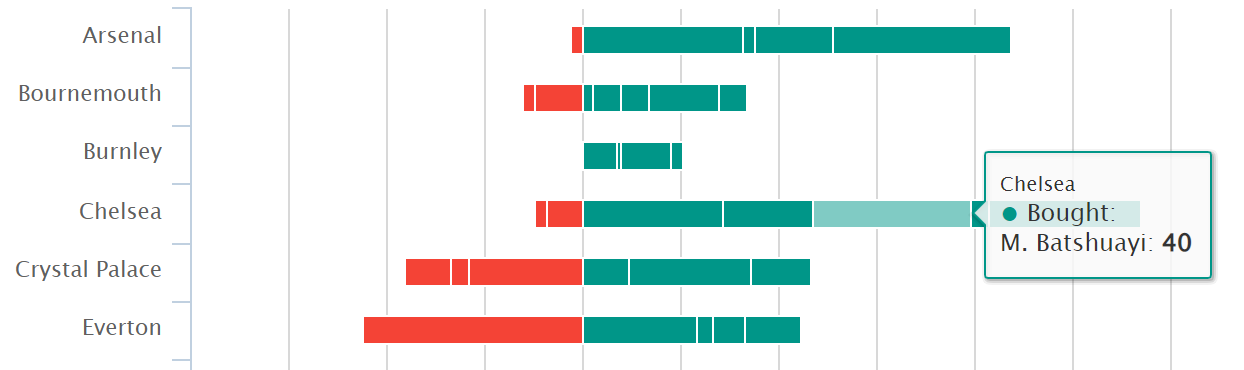 Arsenal
Bournemouth
Burnley
Chelsea
Crystal Palace
Everton
Chelsea
● Bought:
M. Batshuayi: 40